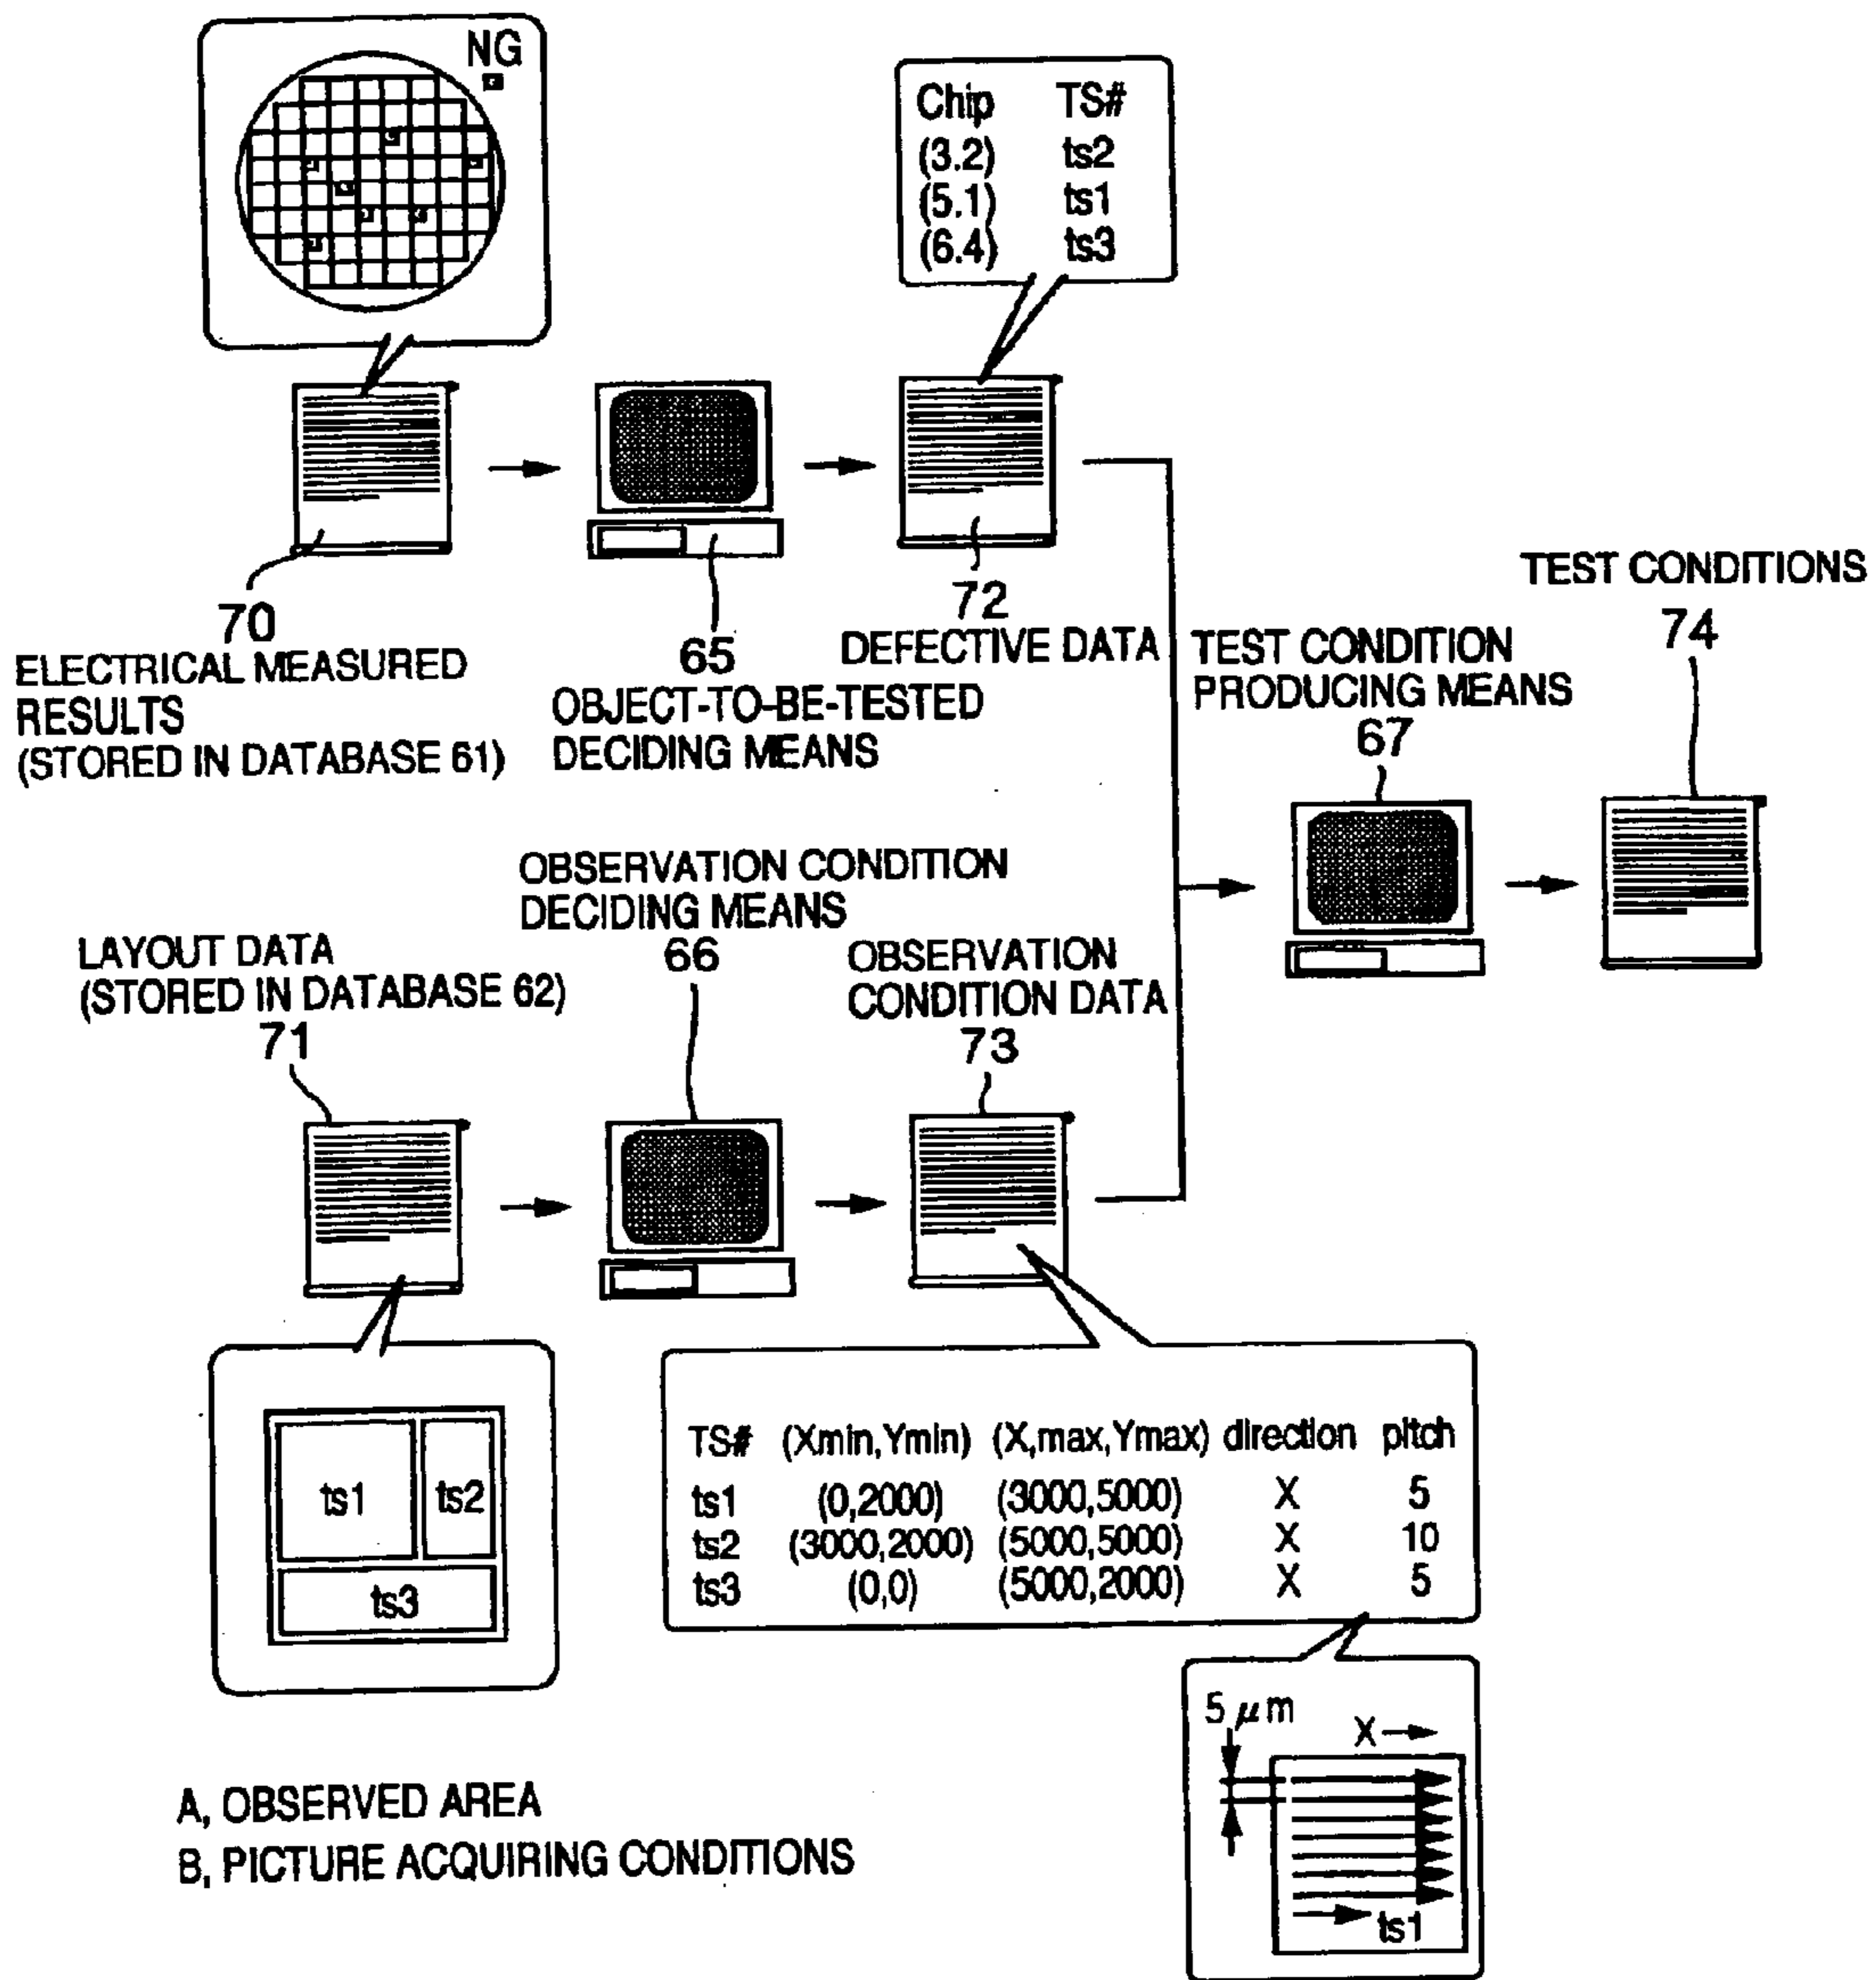 NG
Chip TS#
(3.2) ts2
(5.1) ts1
(6.4) ts3
70
ELECTRICAL MEASURED
RESULTS
(STORED IN DATABASE 61)
65
OBJECT-TO-BE-TESTED
DECIDING MEANS
72
DEFECTIVE DATA
TEST CONDITION
PRODUCING MEANS
67
TEST CONDITIONS
74
LAYOUT DATA
(STORED IN DATABASE 62)
71
OBSERVATION CONDITION
DECIDING MEANS
66
OBSERVATION
CONDITION DATA
73
ts1 ts2
ts3
TS# (Xmin,Ymin) (X,max,Ymax) direction pitch
ts1 (0,2000) (3000,5000) X 5
ts2 (3000,2000) (5000,5000) X 10
ts3 (0,0) (5000,2000) X 5
5 μm
X
ts1
A, OBSERVED AREA
B, PICTURE ACQUIRING CONDITIONS